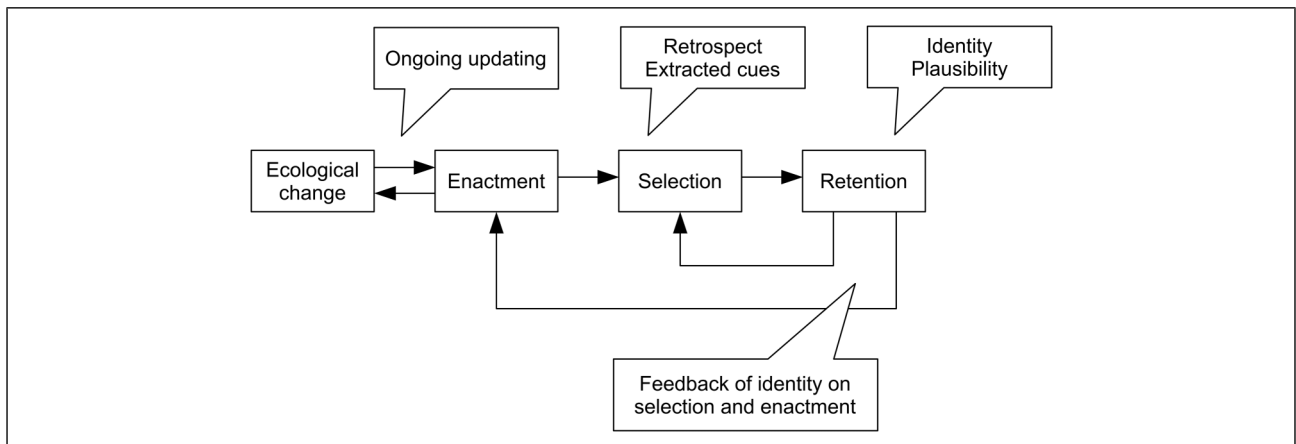 Ongoing updating
Retrospect
Extracted cues
Identity
Plausibility
Ecological
change
Enactment
Selection
Retention
Feedback of identity on
selection and enactment